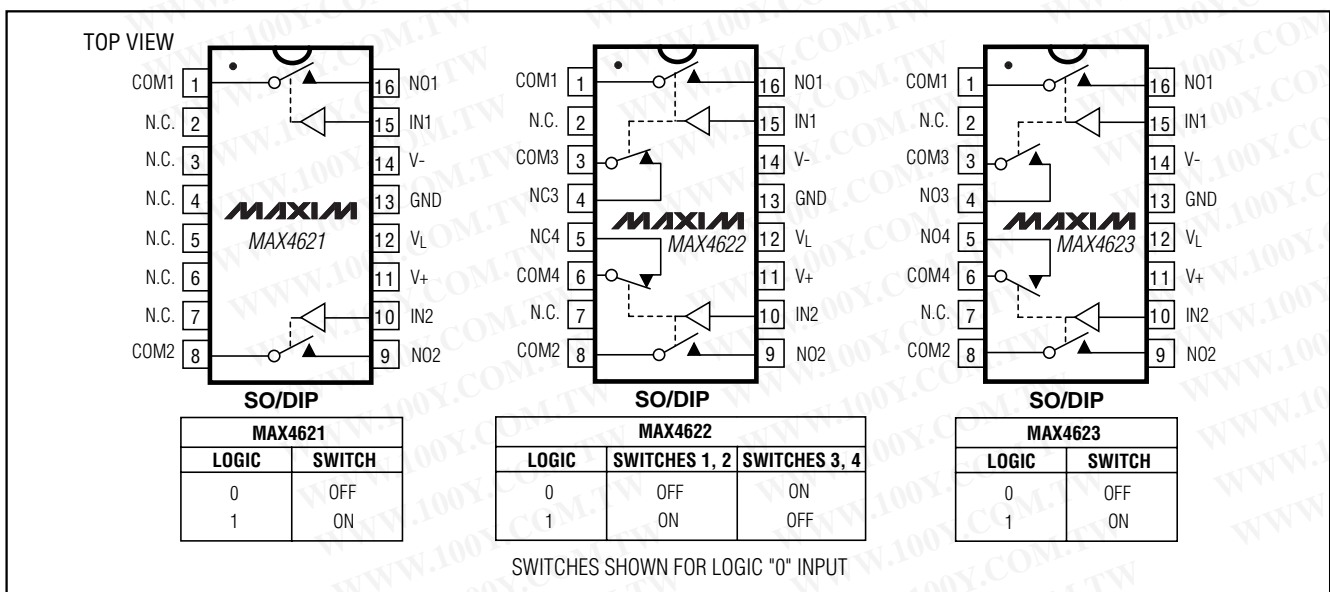 TOP VIEW
COM1 1 16 NO1
N.C. 2 15 IN1
N.C. 3 14 V-
N.C. 4 13 GND
N.C. 5 12 VL
N.C. 6 11 V+
N.C. 7 10 IN2
COM2 8 9 NO2
MAXIM
MAX4621
SO/DIP
MAX4621
LOGIC SWITCH
0 OFF
1 ON
COM1 1 16 NO1
N.C. 2 15 IN1
COM3 3 14 V-
NC3 4 13 GND
NC4 5 12 VL
COM4 6 11 V+
N.C. 7 10 IN2
COM2 8 9 NO2
MAXIM
MAX4622
SO/DIP
MAX4622
LOGIC SWITCHES 1, 2 SWITCHES 3, 4
0 OFF ON
1 ON OFF
COM1 1 16 NO1
N.C. 2 15 IN1
COM3 3 14 V-
NO3 4 13 GND
NO4 5 12 VL
COM4 6 11 V+
N.C. 7 10 IN2
COM2 8 9 NO2
MAXIM
MAX4623
SO/DIP
MAX4623
LOGIC SWITCH
0 OFF
1 ON
SWITCHES SHOWN FOR LOGIC "0" INPUT
WWW.100Y.COM.TW